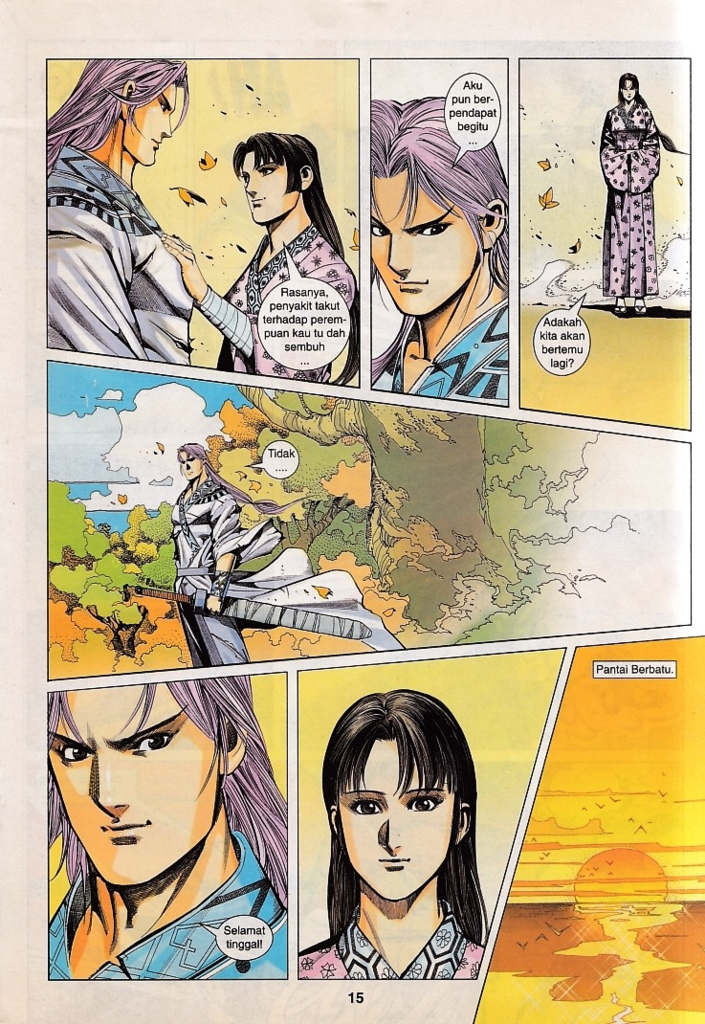 Rasanya,
penyakit takut
terhadap perem-
puan kau tu dah
sembuh
...
Aku
pun ber-
pendapat
begitu
...
Adakah
kita akan
bertemu
lagi?
Tidak
....
Selamat
tinggal!
Pantai Berbatu.
15